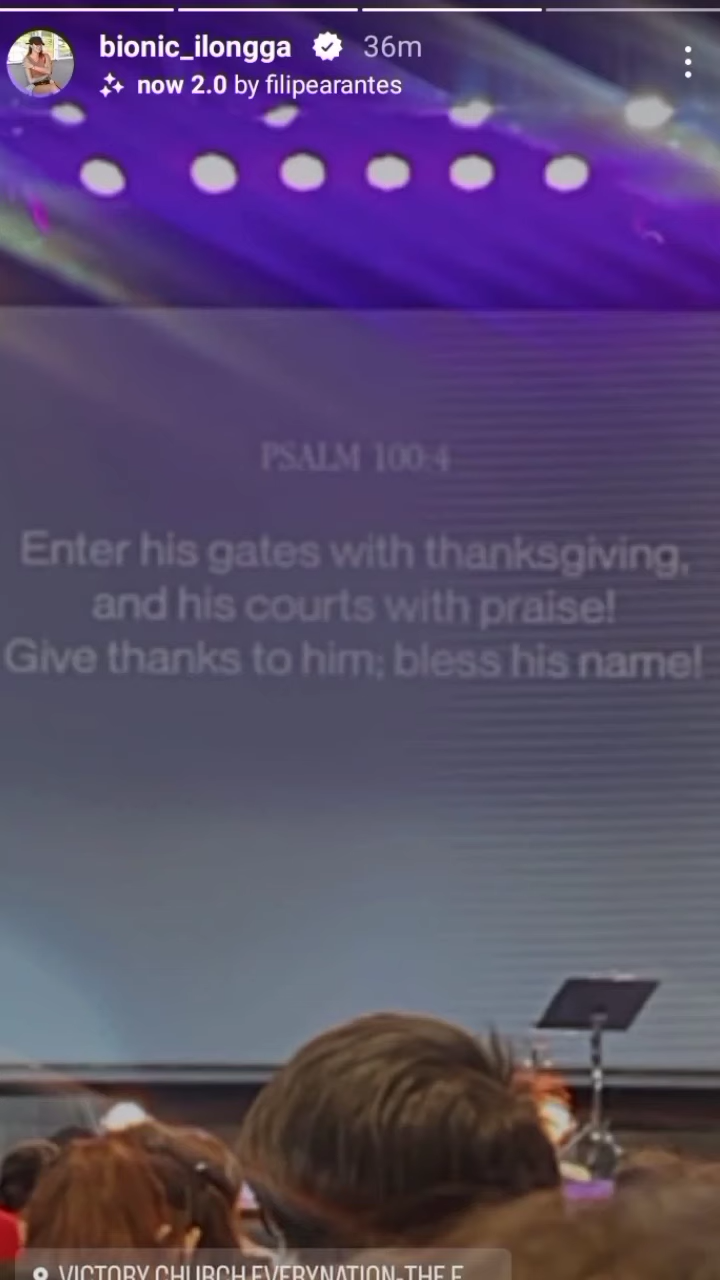 bionic_ilongga 36m
now 2.0 by filipearantes
PSALM 100:4
Enter his gates with thanksgiving,
and his courts with praise!
Give thanks to him; bless his name!
VICTORY CHURCH EVERYNATION-THE F